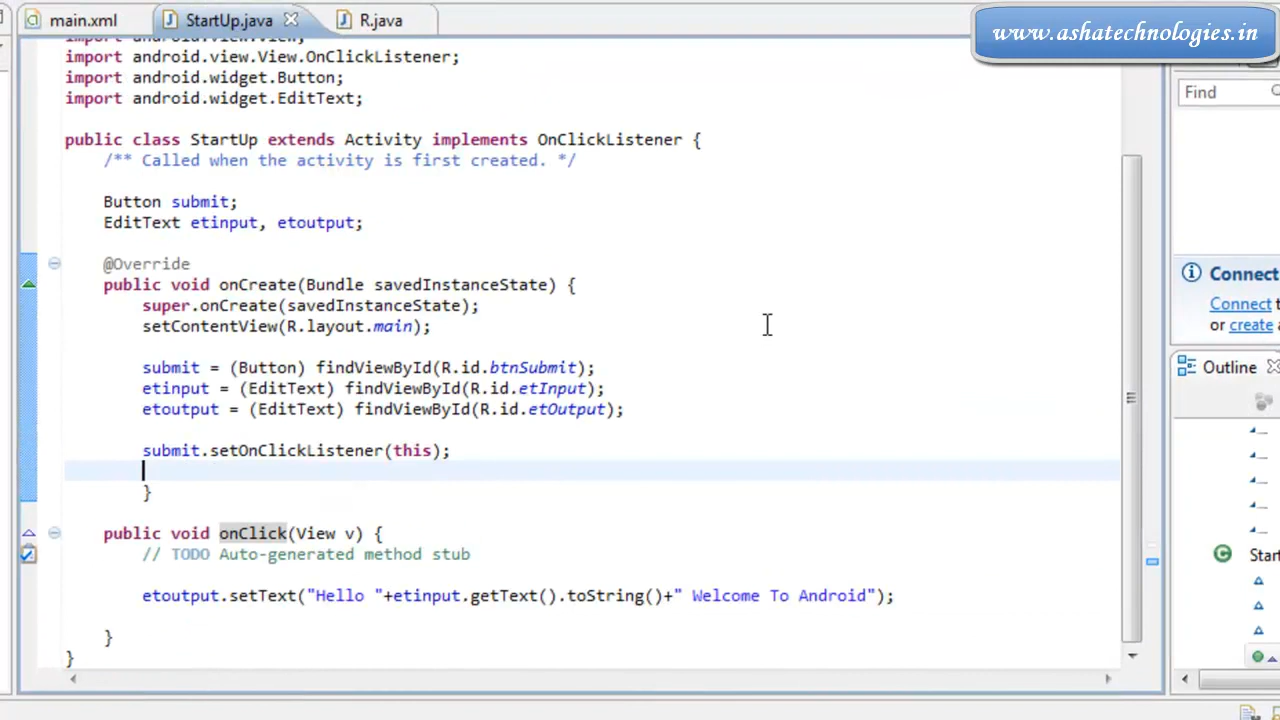 main.xml
StartUp.java
R.java
www.ashatechnologies.in
import android.view.View;
import android.view.View.OnClickListener;
import android.widget.Button;
import android.widget.EditText;
Find
public class StartUp extends Activity implements OnClickListener {
/** Called when the activity is first created. */
Button submit;
EditText etinput, etoutput;
@Override
public void onCreate(Bundle savedInstanceState) {
super.onCreate(savedInstanceState);
setContentView(R.layout.main);
submit = (Button) findViewById(R.id.btnSubmit);
etinput = (EditText) findViewById(R.id.etInput);
etoutput = (EditText) findViewById(R.id.etOutput);
submit.setOnClickListener(this);
}
public void onClick(View v) {
// TODO Auto-generated method stub
etoutput.setText("Hello "+etinput.getText().toString()+" Welcome To Android");
}
}
Connect
Connect t
or create
Outline
Start